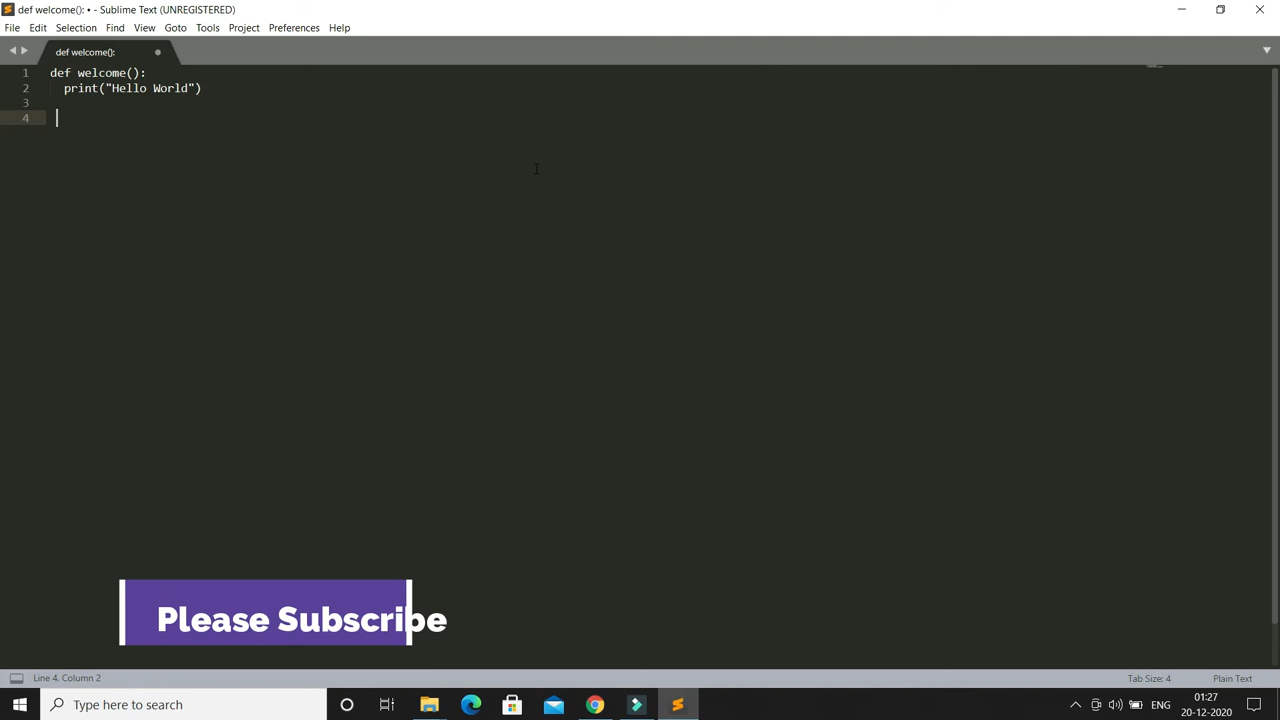 def welcome(): • - Sublime Text (UNREGISTERED)
File Edit Selection Find View Goto Tools Project Preferences Help
def welcome():
1 def welcome():
2 print("Hello World")
3
4
Please Subscribe
Line 4, Column 2 Tab Size: 4 Plain Text
Type here to search ENG 01:27
20-12-2020